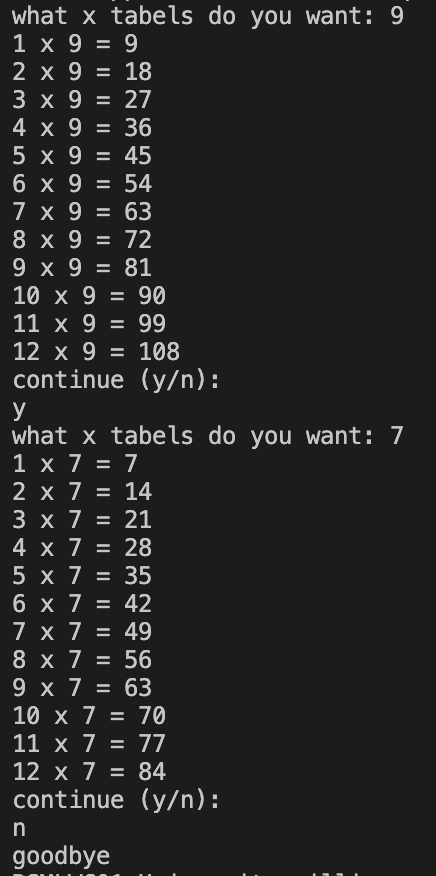 what x tabels do you want: 9
1 x 9 = 9
2 x 9 = 18
3 x 9 = 27
4 x 9 = 36
5 x 9 = 45
6 x 9 = 54
7 x 9 = 63
8 x 9 = 72
9 x 9 = 81
10 x 9 = 90
11 x 9 = 99
12 x 9 = 108
continue (y/n):
y
what x tabels do you want: 7
1 x 7 = 7
2 x 7 = 14
3 x 7 = 21
4 x 7 = 28
5 x 7 = 35
6 x 7 = 42
7 x 7 = 49
8 x 7 = 56
9 x 7 = 63
10 x 7 = 70
11 x 7 = 77
12 x 7 = 84
continue (y/n):
n
goodbye